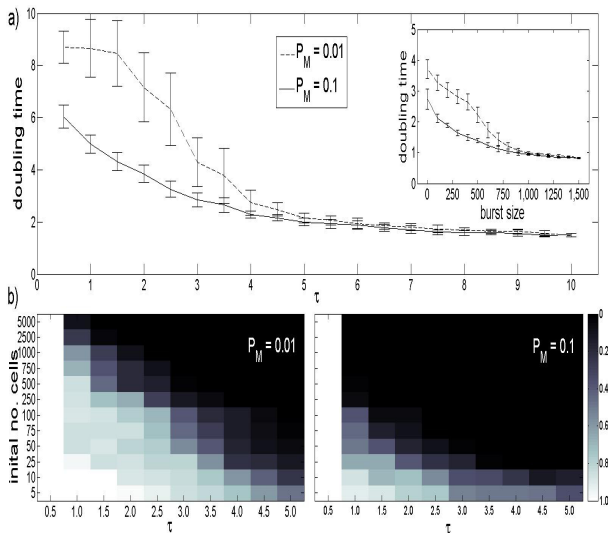 a)
10
8
6
4
2
0
doubling time
P_M = 0.01
P_M = 0.1
5
4
3
2
1
0
doubling time
0 250 500 750 1,000 1,250 1,500
burst size
0 1 2 3 4 5 6 7 8 9 10
τ
b)
inital no. cells
5000
2500
1000
750
500
250
100
75
50
25
10
5
P_M = 0.01
0.5 1.0 1.5 2.0 2.5 3.0 3.5 4.0 4.5 5.0
τ
P_M = 0.1
0.5 1.0 1.5 2.0 2.5 3.0 3.5 4.0 4.5 5.0
τ
0
0.2
0.4
0.6
0.8
1.0